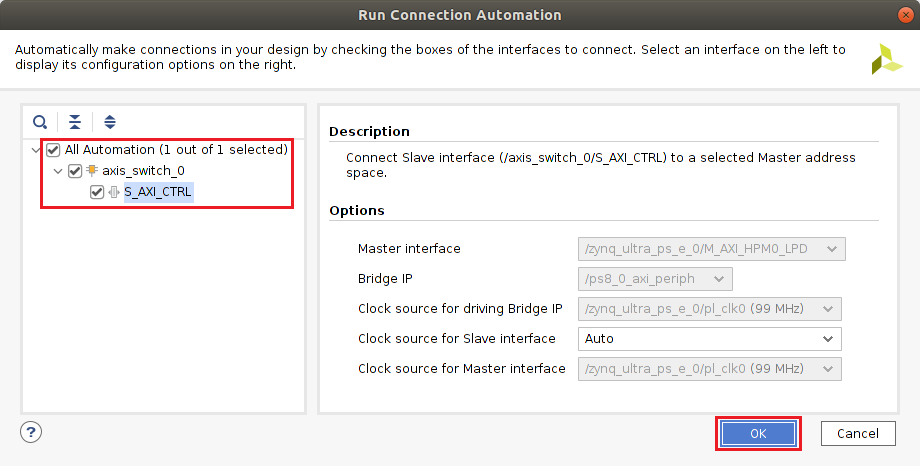 Run Connection Automation
Automatically make connections in your design by checking the boxes of the interfaces to connect. Select an interface on the left to
display its configuration options on the right.
All Automation (1 out of 1 selected)
axis_switch_0
S_AXI_CTRL
Description
Connect Slave interface (/axis_switch_0/S_AXI_CTRL) to a selected Master address
space.
Options
Master interface /zynq_ultra_ps_e_0/M_AXI_HPM0_LPD
Bridge IP /ps8_0_axi_periph
Clock source for driving Bridge IP /zynq_ultra_ps_e_0/pl_clk0 (99 MHz)
Clock source for Slave interface Auto
Clock source for Master interface /zynq_ultra_ps_e_0/pl_clk0 (99 MHz)
?
OK
Cancel